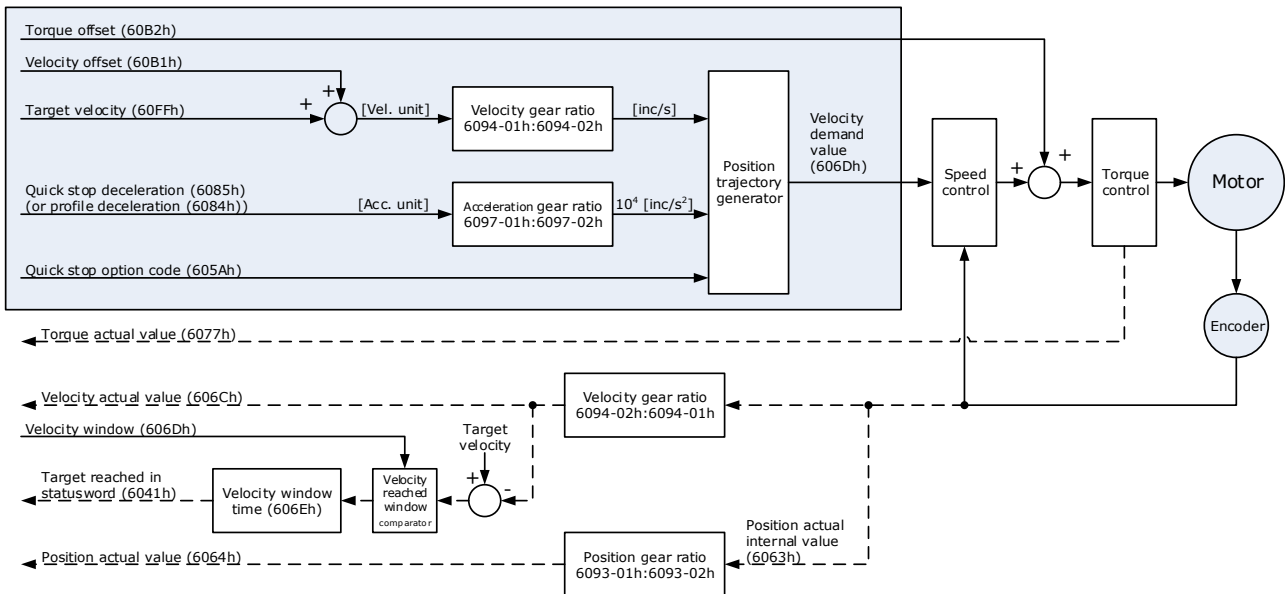 Torque offset (60B2h)
Velocity offset (60B1h)
Target velocity (60FFh)
+
+
[Vel. unit]
Velocity gear ratio
6094-01h:6094-02h
[inc/s]
Quick stop deceleration (6085h)
(or profile deceleration (6084h))
[Acc. unit]
Acceleration gear ratio
6097-01h:6097-02h
10⁴ [inc/s²]
Quick stop option code (605Ah)
Position
trajectory
generator
Velocity
demand
value
(606Dh)
Speed
control
+
+
Torque
control
Motor
Encoder
Torque actual value (6077h)
Velocity actual value (606Ch)
Velocity gear ratio
6094-02h:6094-01h
Velocity window (606Dh)
Target
velocity
+
-
Target reached in
statusword (6041h)
Velocity window
time (606Eh)
Velocity
reached
window
comparator
Position actual
internal value
(6063h)
Position actual value (6064h)
Position gear ratio
6093-01h:6093-02h